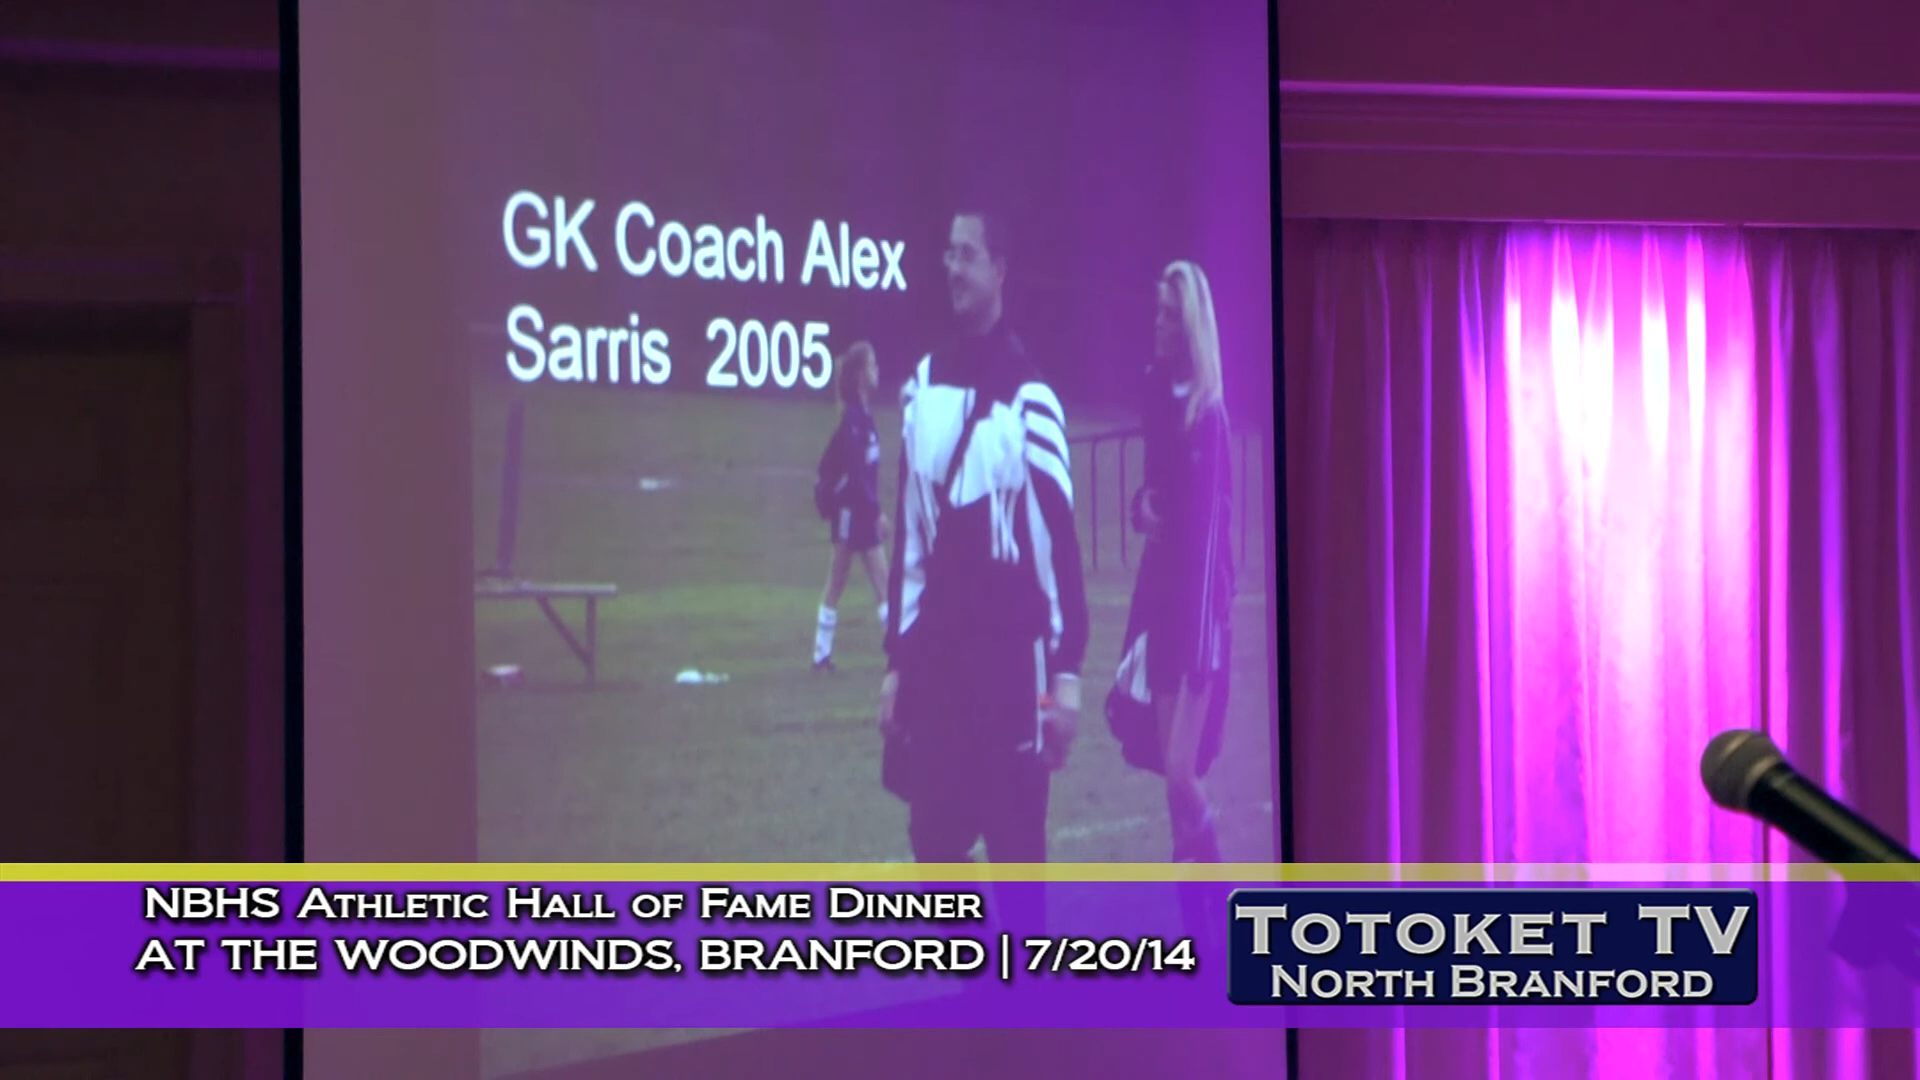 GK Coach Alex
Sarris 2005
NBHS Athletic Hall of Fame Dinner
AT THE WOODWINDS, BRANFORD | 7/20/14
TOTOKET TV
NORTH BRANFORD